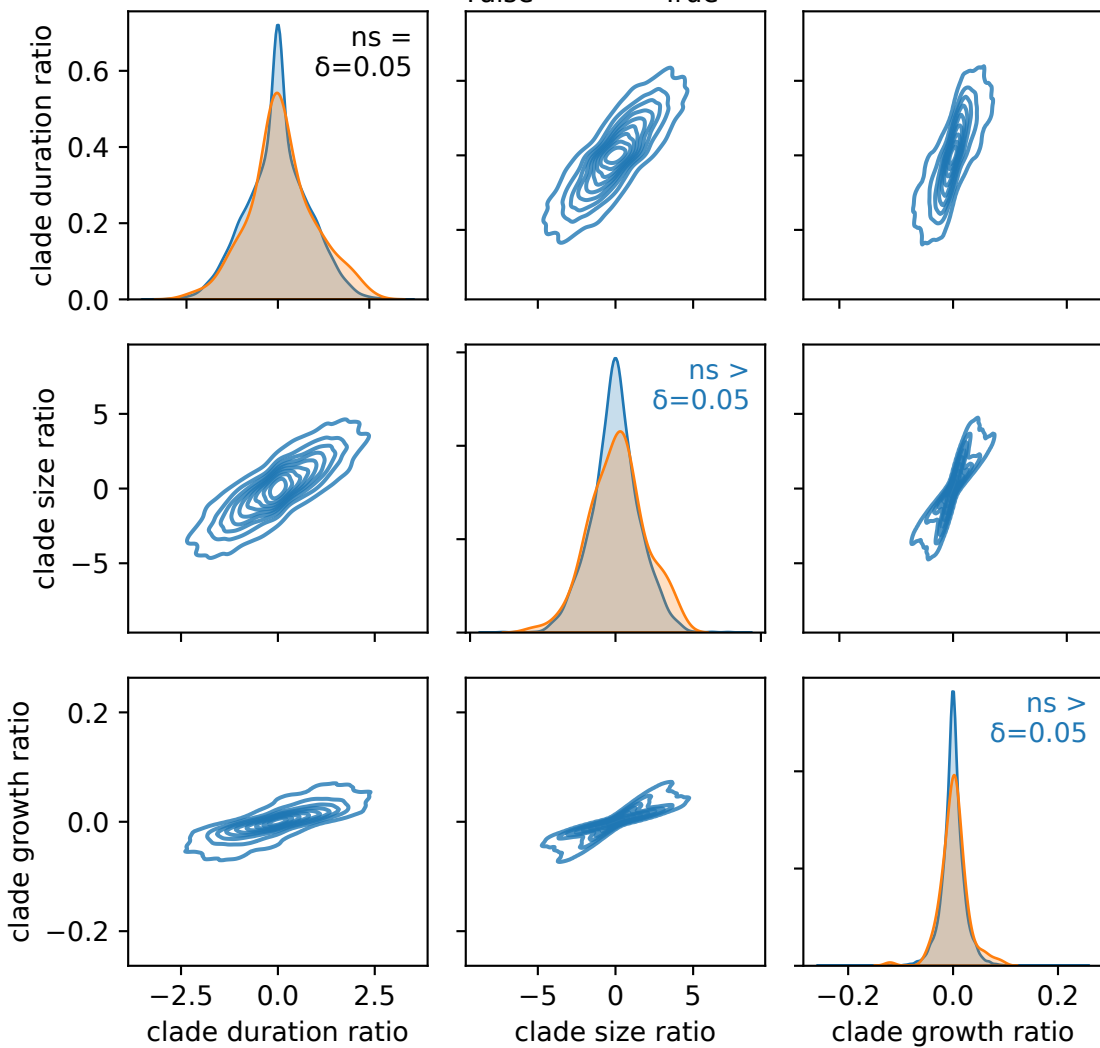 clade duration ratio
0.6
0.4
0.2
0.0
ns =
δ=0.05
clade size ratio
5
0
−5
ns >
δ=0.05
clade growth ratio
0.2
0.0
−0.2
ns >
δ=0.05
−2.5 0.0 2.5
−5 0 5
−0.2 0.0 0.2
clade duration ratio
clade size ratio
clade growth ratio